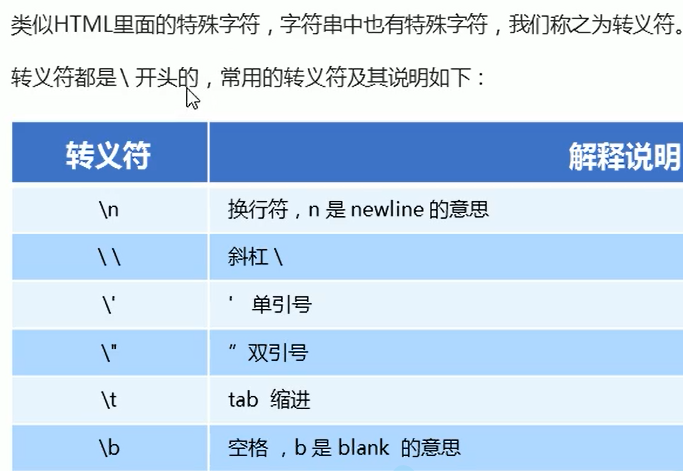 类似HTML里面的特殊字符，字符串中也有特殊字符，我们称之为转义符。
转义符都是 \ 开头的，常用的转义符及其说明如下：
转义符 解释说明
\n 换行符，n 是 newline 的意思
\ \ 斜杠 \
\' ' 单引号
\" ” 双引号
\t tab 缩进
\b 空格 ，b 是 blank 的意思